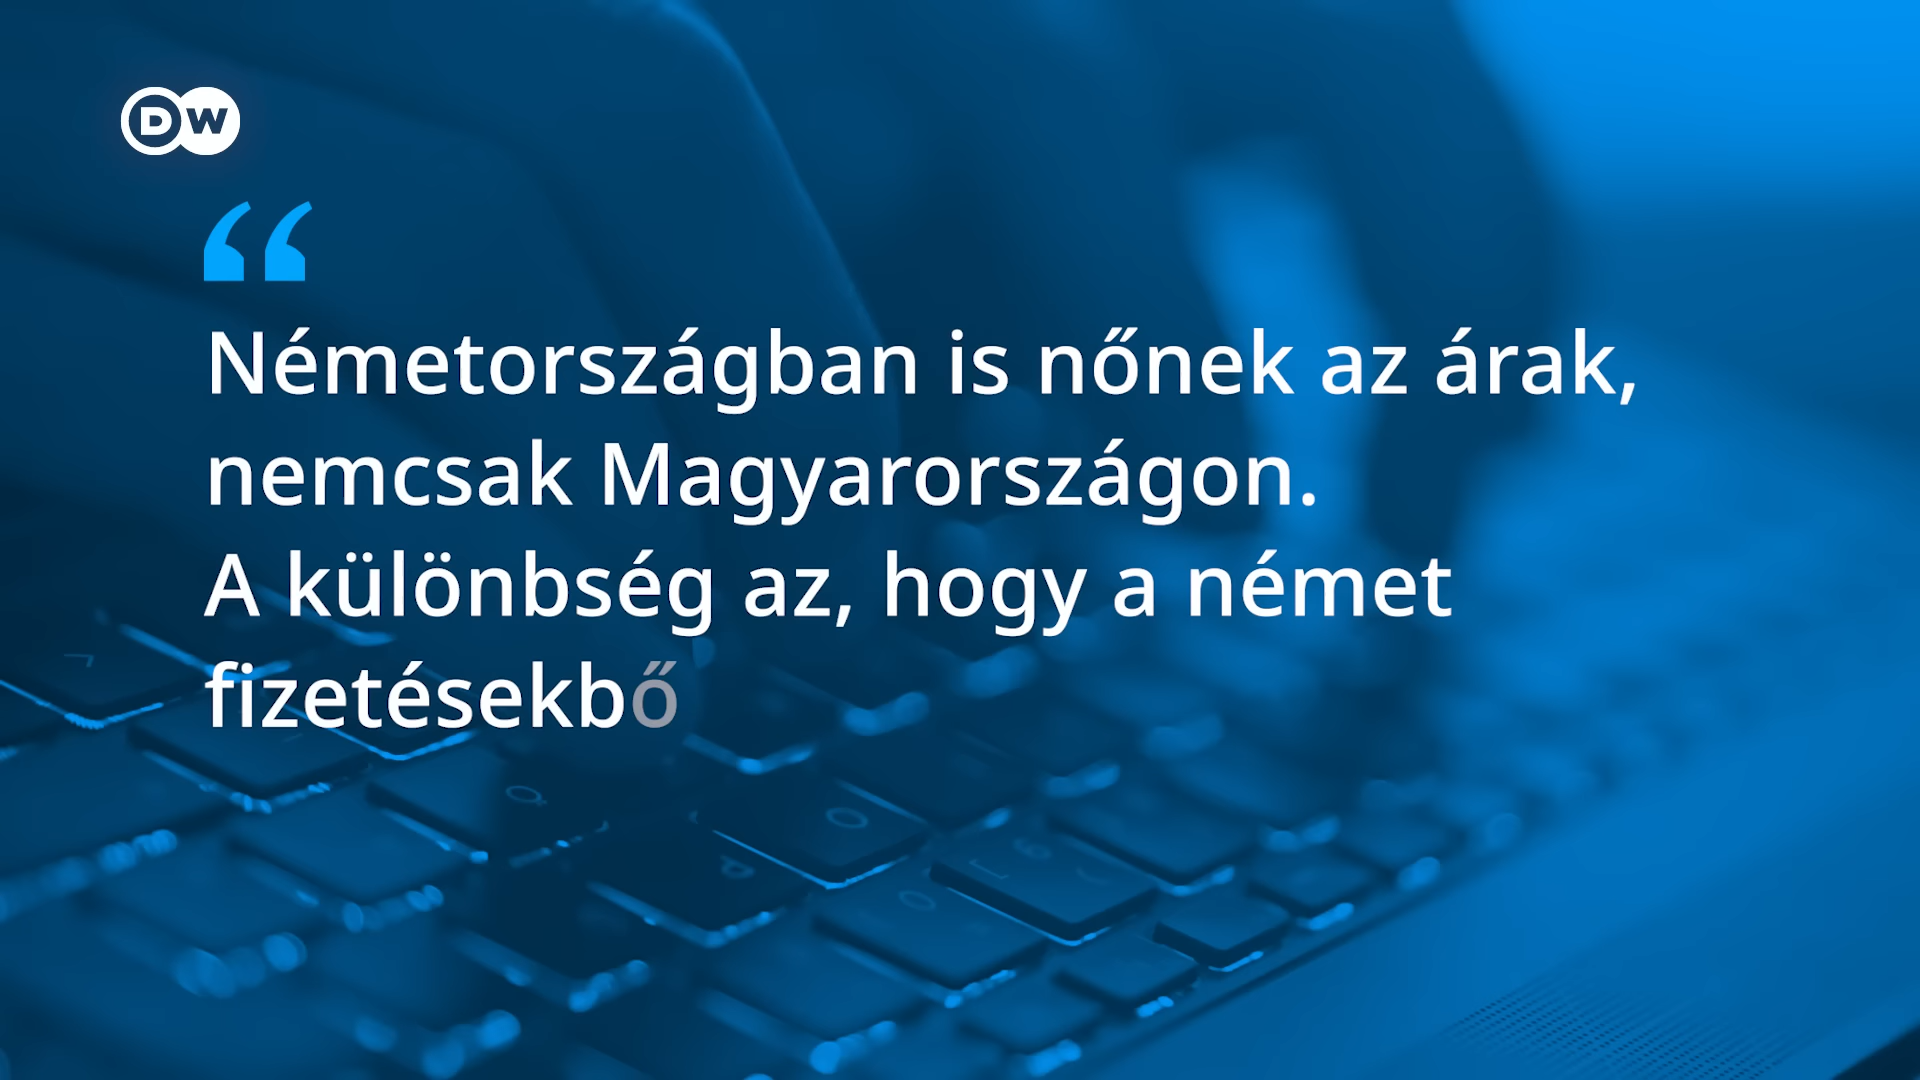 DW
“
Németországban is nőnek az árak,
nemcsak Magyarországon.
A különbség az, hogy a német
fizetésekbő